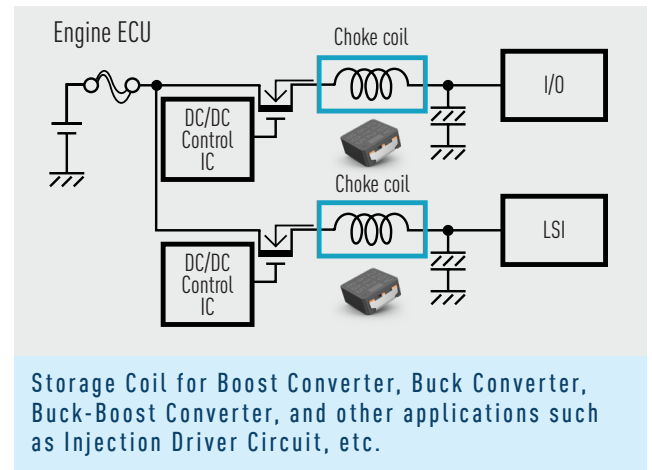 Engine ECU
Choke coil
I/O
DC/DC
Control
IC
Choke coil
LSI
DC/DC
Control
IC
Storage Coil for Boost Converter, Buck Converter,
Buck-Boost Converter, and other applications such
as Injection Driver Circuit, etc.